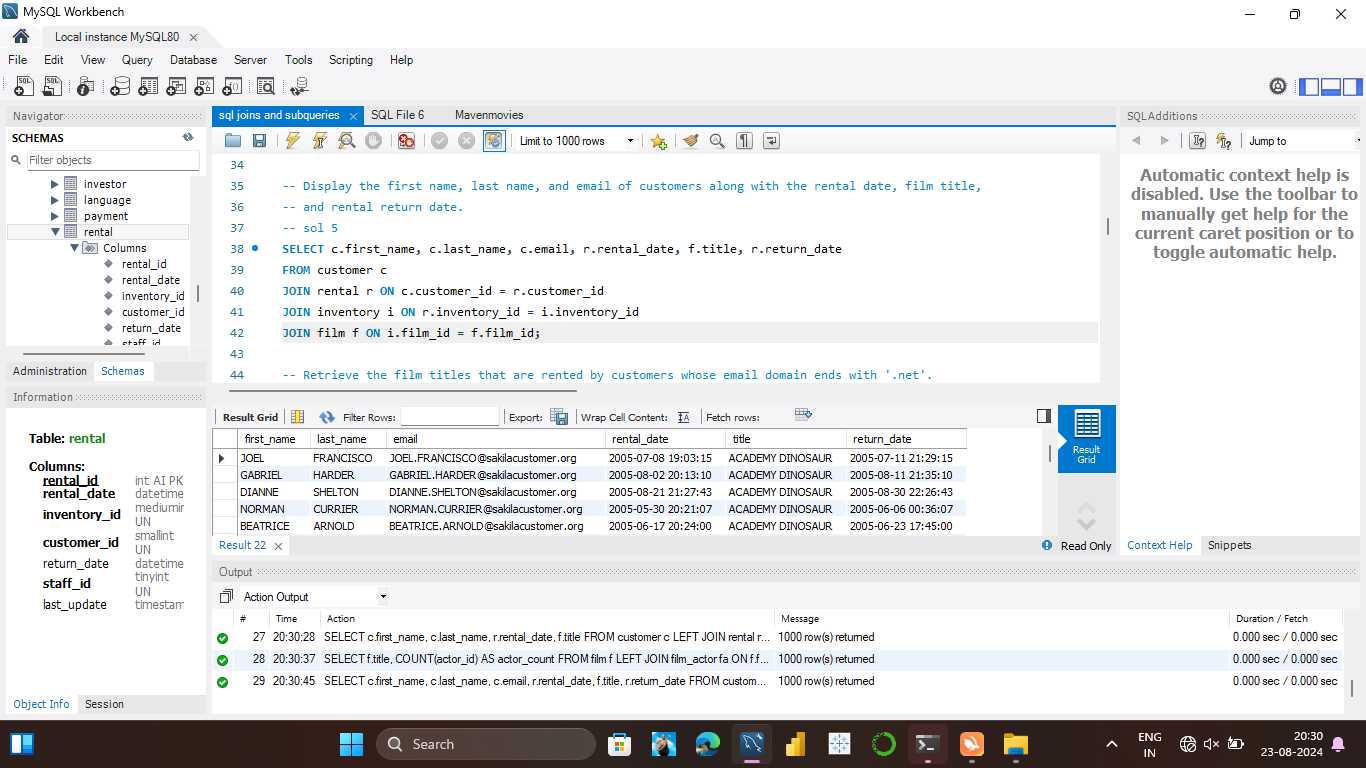 MySQL Workbench
Local instance MySQL80
File Edit View Query Database Server Tools Scripting Help
Navigator
SCHEMAS
Filter objects
investor
language
payment
rental
Columns
rental_id
rental_date
inventory_id
customer_id
return_date
Administration Schemas
Information
Table: rental
Columns:
rental_id int AI PK
rental_date datetime
inventory_id mediumir
UN
customer_id smallint
UN
return_date datetime
staff_id tinyint
UN
last_update timestam
Object Info Session
sql joins and subqueries SQL File 6 Mavenmovies
Limit to 1000 rows
34
35 -- Display the first name, last name, and email of customers along with the rental date, film title,
36 -- and rental return date.
37 -- sol 5
38 SELECT c.first_name, c.last_name, c.email, r.rental_date, f.title, r.return_date
39 FROM customer c
40 JOIN rental r ON c.customer_id = r.customer_id
41 JOIN inventory i ON r.inventory_id = i.inventory_id
42 JOIN film f ON i.film_id = f.film_id;
43
44 -- Retrieve the film titles that are rented by customers whose email domain ends with '.net'.
Result Grid Filter Rows: Export: Wrap Cell Content: Fetch rows:
first_name last_name email rental_date title return_date
JOEL FRANCISCO JOEL.FRANCISCO@sakilacustomer.org 2005-07-08 19:03:15 ACADEMY DINOSAUR 2005-07-11 21:29:15
GABRIEL HARDER GABRIEL.HARDER@sakilacustomer.org 2005-08-02 20:13:10 ACADEMY DINOSAUR 2005-08-11 21:35:10
DIANNE SHELTON DIANNE.SHELTON@sakilacustomer.org 2005-08-21 21:27:43 ACADEMY DINOSAUR 2005-08-30 22:26:43
NORMAN CURRIER NORMAN.CURRIER@sakilacustomer.org 2005-05-30 20:21:07 ACADEMY DINOSAUR 2005-06-06 00:36:07
BEATRICE ARNOLD BEATRICE.ARNOLD@sakilacustomer.org 2005-06-17 20:24:00 ACADEMY DINOSAUR 2005-06-23 17:45:00
Result Grid
Result 22
Read Only
SQLAdditions
Jump to
Automatic context help is
disabled. Use the toolbar to
manually get help for the
current caret position or to
toggle automatic help.
Context Help Snippets
Output
Action Output
# Time Action Message Duration / Fetch
27 20:30:28 SELECT c.first_name, c.last_name, r.rental_date, f.title FROM customer c LEFT JOIN rental r... 1000 row(s) returned 0.000 sec / 0.000 sec
28 20:30:37 SELECT f.title, COUNT(actor_id) AS actor_count FROM film f LEFT JOIN film_actor fa ON f.f... 1000 row(s) returned 0.000 sec / 0.000 sec
29 20:30:45 SELECT c.first_name, c.last_name, c.email, r.rental_date, f.title, r.return_date FROM custom... 1000 row(s) returned 0.000 sec / 0.000 sec
Search
ENG
IN
20:30
23-08-2024